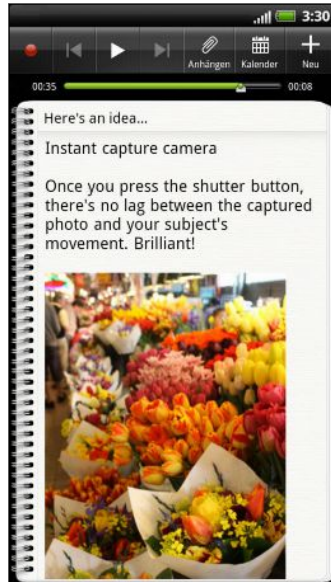 3:30
Anhängen Kalender Neu
00:35 00:08
Here's an idea...
Instant capture camera
Once you press the shutter button,
there's no lag between the captured
photo and your subject's
movement. Brilliant!